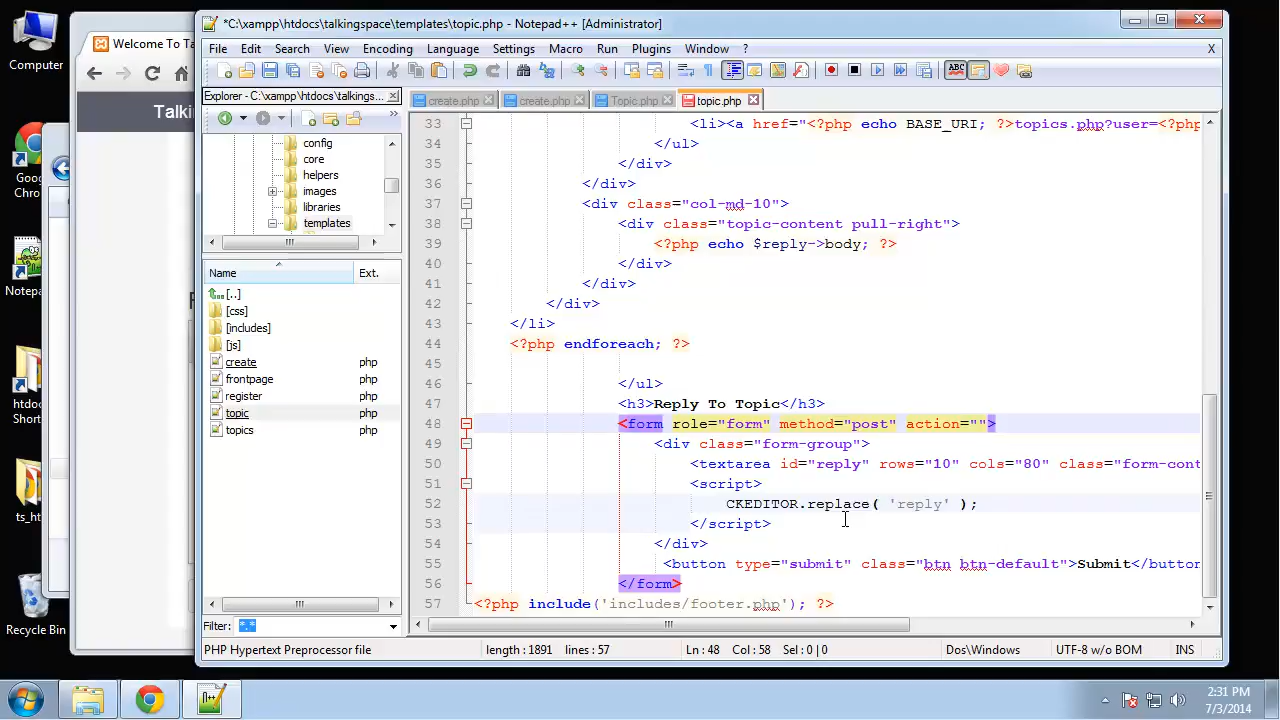 Computer
Goo
Chro
Notepa
htdoc
Shortc
ts_ht
Recycle Bin
Welcome To Ta
Talki
*C:\xampp\htdocs\talkingspace\templates\topic.php - Notepad++ [Administrator]
File Edit Search View Encoding Language Settings Macro Run Plugins Window ? X
Explorer - C:\xampp\htdocs\talkings...
config
core
helpers
images
libraries
templates
Name Ext.
[..]
[css]
[includes]
[js]
create php
frontpage php
register php
topic php
topics php
Filter: *.*
create.php create.php Topic.php topic.php
33 <li><a href="<?php echo BASE_URI; ?>topics.php?user=<?php
34 </ul>
35 </div>
36 </div>
37 <div class="col-md-10">
38 <div class="topic-content pull-right">
39 <?php echo $reply->body; ?>
40 </div>
41 </div>
42 </div>
43 </li>
44 <?php endforeach; ?>
45
46 </ul>
47 <h3>Reply To Topic</h3>
48 <form role="form" method="post" action="">
49 <div class="form-group">
50 <textarea id="reply" rows="10" cols="80" class="form-cont
51 <script>
52 CKEDITOR.replace( 'reply' );
53 </script>
54 </div>
55 <button type="submit" class="btn btn-default">Submit</button
56 </form>
57 <?php include('includes/footer.php'); ?>
PHP Hypertext Preprocessor file length : 1891 lines : 57 Ln : 48 Col : 58 Sel : 0 | 0 Dos\Windows UTF-8 w/o BOM INS
2:31 PM
7/3/2014